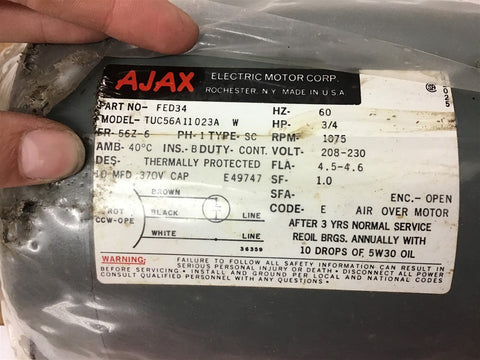 AJAX ELECTRIC MOTOR CORP.
ROCHESTER. N.Y. MADE IN U.S.A.
PART NO- FED34 HZ- 60
MODEL- TUC56A11023A W HP- 3/4
FR- 56Z-6 PH- 1 TYPE- SC RPM- 1075
AMB- 40°C INS.- B DUTY- CONT. VOLT- 208-230
DES- THERMALLY PROTECTED FLA- 4.5-4.6
10 MFD 370V CAP E49747 SF- 1.0
SFA- ENC.- OPEN
CODE- E AIR OVER MOTOR
BROWN
ROT BLACK LINE
CCW-OPE
WHITE LINE
36359
AFTER 3 YRS NORMAL SERVICE
REOIL BRGS. ANNUALLY WITH
10 DROPS OF 5W30 OIL
WARNING: FAILURE TO FOLLOW ALL SAFETY INFORMATION CAN RESULT IN
SERIOUS PERSONAL INJURY OR DEATH • DISCONNECT ALL POWER
BEFORE SERVICING • INSTALL AND GROUND PER LOCAL AND NATIONAL CODES
CONSULT QUALIFIED PERSONNEL WITH ANY QUESTIONS •